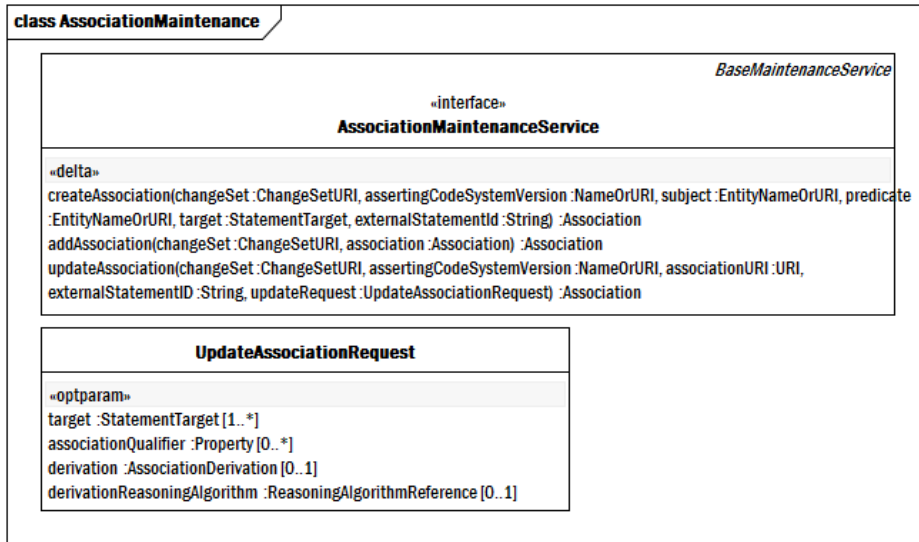 class AssociationMaintenance
BaseMaintenanceService
«interface»
AssociationMaintenanceService
«delta»
createAssociation(changeSet :ChangeSetURI, assertingCodeSystemVersion :NameOrURI, subject :EntityNameOrURI, predicate
:EntityNameOrURI, target :StatementTarget, externalStatementId :String) :Association
addAssociation(changeSet :ChangeSetURI, association :Association) :Association
updateAssociation(changeSet :ChangeSetURI, assertingCodeSystemVersion :NameOrURI, associationURI :URI,
externalStatementID :String, updateRequest :UpdateAssociationRequest) :Association
UpdateAssociationRequest
«optparam»
target :StatementTarget [1..*]
associationQualifier :Property [0..*]
derivation :AssociationDerivation [0..1]
derivationReasoningAlgorithm :ReasoningAlgorithmReference [0..1]